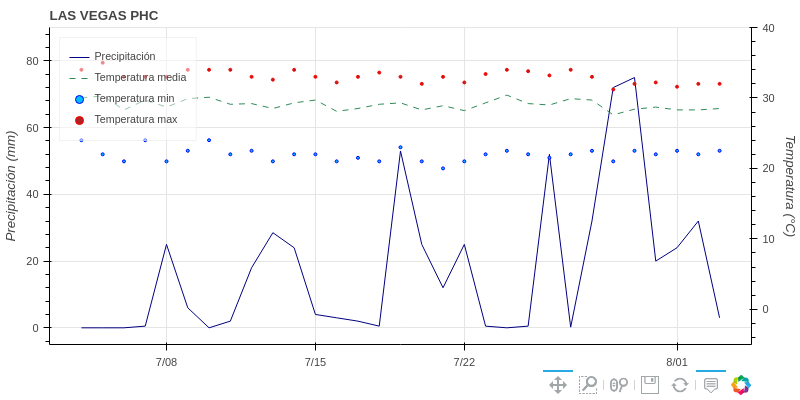 LAS VEGAS PHC
Precipitación
Temperatura media
Temperatura min
Temperatura max
Precipitación (mm)
80
60
40
20
0
Temperatura (°C)
40
30
20
10
0
7/08
7/15
7/22
8/01